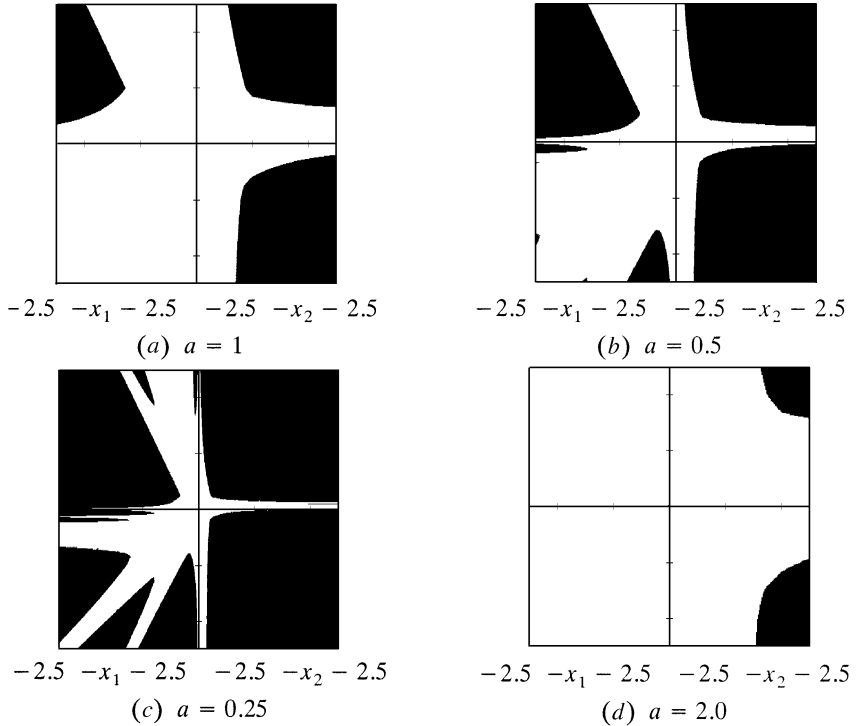 −2.5 −x₁ − 2.5 −2.5 −x₂ − 2.5
(a) a = 1
−2.5 −x₁ − 2.5 −2.5 −x₂ − 2.5
(b) a = 0.5
−2.5 −x₁ − 2.5 −2.5 −x₂ − 2.5
(c) a = 0.25
−2.5 −x₁ − 2.5 −2.5 −x₂ − 2.5
(d) a = 2.0